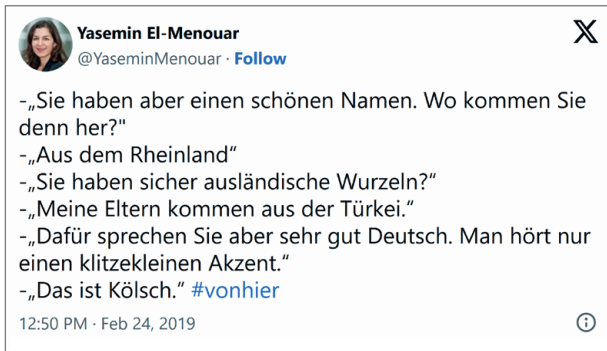 Yasemin El-Menouar
@YaseminMenouar · Follow
-„Sie haben aber einen schönen Namen. Wo kommen Sie
denn her?"
-„Aus dem Rheinland“
-„Sie haben sicher ausländische Wurzeln?“
-„Meine Eltern kommen aus der Türkei.“
-„Dafür sprechen Sie aber sehr gut Deutsch. Man hört nur
einen klitzekleinen Akzent.“
-„Das ist Kölsch.“ #vonhier
12:50 PM · Feb 24, 2019